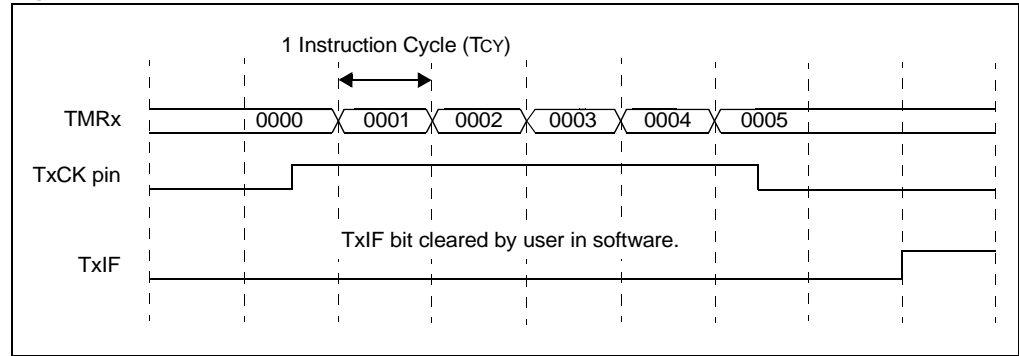 1 Instruction Cycle (TCY)
TMRx 0000 0001 0002 0003 0004 0005
TxCK pin
TxIF bit cleared by user in software.
TxIF